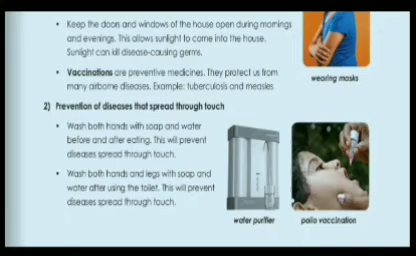 • Keep the doors and windows of the house open during mornings
and evenings. This allows sunlight to come into the house.
Sunlight can kill disease-causing germs.
• Vaccinations are preventive medicines. They protect us from
many airborne diseases. Example: tuberculosis and measles
wearing masks
2) Prevention of diseases that spread through touch
• Wash both hands with soap and water
before and after eating. This will prevent
diseases spread through touch.
• Wash both hands and legs with soap and
water after using the toilet. This will prevent
diseases spread through touch.
water purifier
polio vaccination